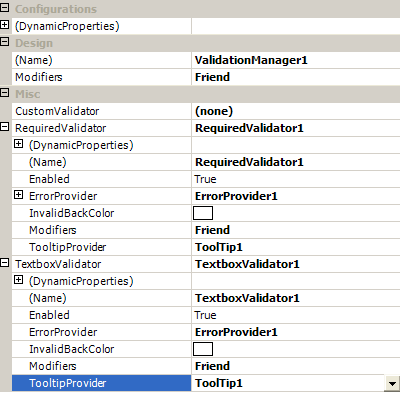 Configurations
(DynamicProperties)
Design
(Name) ValidationManager1
Modifiers Friend
Misc
CustomValidator (none)
RequiredValidator RequiredValidator1
(DynamicProperties)
(Name) RequiredValidator1
Enabled True
ErrorProvider ErrorProvider1
InvalidBackColor
Modifiers Friend
TooltipProvider ToolTip1
TextboxValidator TextboxValidator1
(DynamicProperties)
(Name) TextboxValidator1
Enabled True
ErrorProvider ErrorProvider1
InvalidBackColor
Modifiers Friend
TooltipProvider ToolTip1